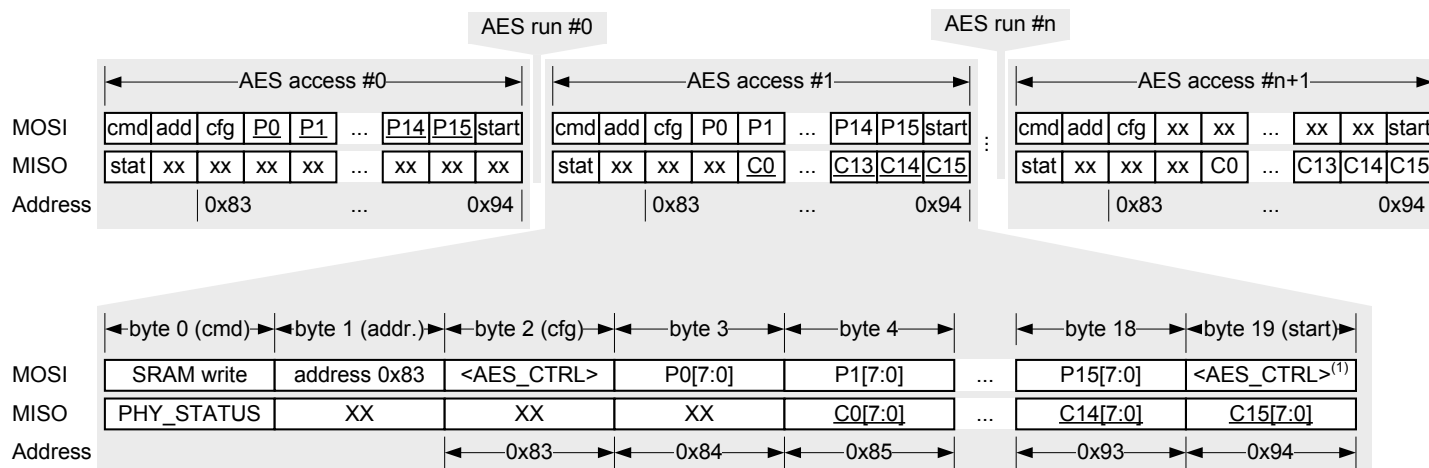 AES run #0 AES run #n
AES access #0 AES access #1 AES access #n+1
MOSI cmd add cfg P0 P1 ... P14 P15 start cmd add cfg P0 P1 ... P14 P15 start ... cmd add cfg xx xx ... xx xx start
MISO stat xx xx xx xx ... xx xx xx stat xx xx xx C0 ... C13 C14 C15 stat xx xx xx C0 ... C13 C14 C15
Address 0x83 ... 0x94 0x83 ... 0x94 0x83 ... 0x94
byte 0 (cmd) byte 1 (addr.) byte 2 (cfg) byte 3 byte 4 byte 18 byte 19 (start)
MOSI SRAM write address 0x83 <AES_CTRL> P0[7:0] P1[7:0] ... P15[7:0] <AES_CTRL>(1)
MISO PHY_STATUS XX XX XX C0[7:0] ... C14[7:0] C15[7:0]
Address 0x83 0x84 0x85 0x93 0x94